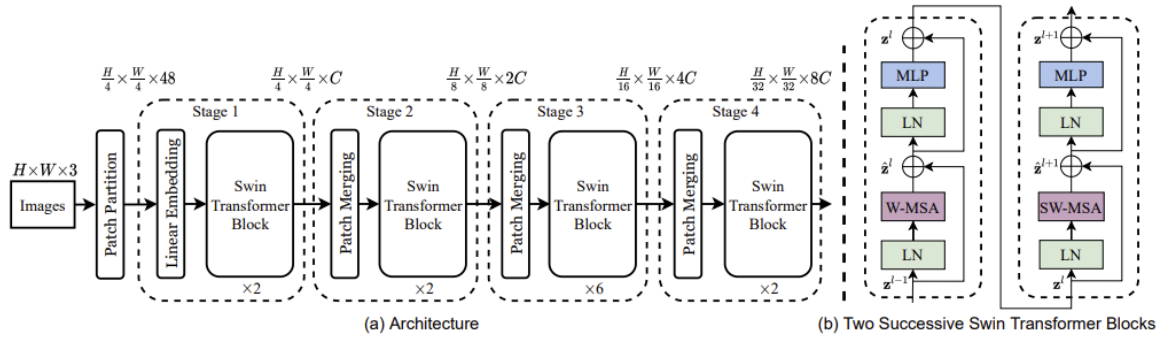 H/4 × W/4 × 48
H/4 × W/4 × C
H/8 × W/8 × 2C
H/16 × W/16 × 4C
H/32 × W/32 × 8C
Stage 1
Stage 2
Stage 3
Stage 4
H×W×3
Images
Patch Partition
Linear Embedding
Swin
Transformer
Block
Patch Merging
Swin
Transformer
Block
Patch Merging
Swin
Transformer
Block
Patch Merging
Swin
Transformer
Block
×2
×2
×6
×2
(a) Architecture
z^l
MLP
LN
ẑ^l
W-MSA
LN
z^{l-1}
z^{l+1}
MLP
LN
ẑ^{l+1}
SW-MSA
LN
z^l
(b) Two Successive Swin Transformer Blocks